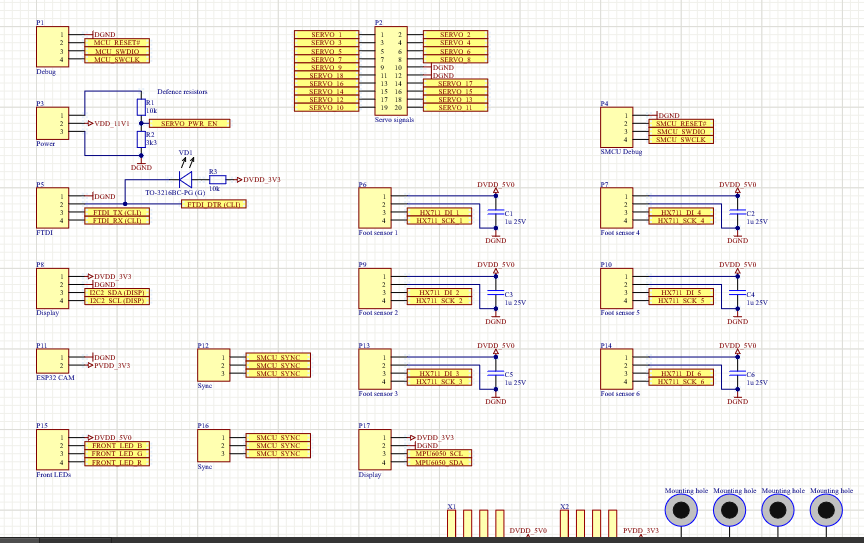 P1
1
DGND
2
MCU_RESET#
3
MCU_SWDIO
4
MCU_SWCLK
Debug
P2
SERVO_1 1 2 SERVO_2
SERVO_3 3 4 SERVO_4
SERVO_5 5 6 SERVO_6
SERVO_7 7 8 SERVO_8
SERVO_9 9 10 DGND
SERVO_18 11 12 DGND
SERVO_16 13 14 SERVO_17
SERVO_14 15 16 SERVO_15
SERVO_12 17 18 SERVO_13
SERVO_10 19 20 SERVO_11
Servo signals
Defence resistors
P3
1
2
3
VDD_11V1
Power
R1
10k
SERVO_PWR_EN
R2
3k3
DGND
P4
1 DGND
2 SMCU_RESET#
3 SMCU_SWDIO
4 SMCU_SWCLK
SMCU Debug
VD1
R3
10k
DVDD_3V3
TO-3216BC-PG (G)
P5
1 DGND
2 FTDI_DTR (CLI)
3 FTDI_TX (CLI)
4 FTDI_RX (CLI)
FTDI
P6
DVDD_5V0
1
2
3 HX711_DI_1
4 HX711_SCK_1
C1
1u 25V
Foot sensor 1
DGND
P7
DVDD_5V0
1
2
3 HX711_DI_4
4 HX711_SCK_4
C2
1u 25V
Foot sensor 4
DGND
P8
1 DVDD_3V3
2 DGND
3 I2C2_SDA (DISP)
4 I2C2_SCL (DISP)
Display
P9
DVDD_5V0
1
2
3 HX711_DI_2
4 HX711_SCK_2
C3
1u 25V
Foot sensor 2
DGND
P10
DVDD_5V0
1
2
3 HX711_DI_5
4 HX711_SCK_5
C4
1u 25V
Foot sensor 5
DGND
P11
1 DGND
2 PVDD_3V3
ESP32 CAM
P12
1 SMCU_SYNC
2 SMCU_SYNC
3 SMCU_SYNC
Sync
P13
DVDD_5V0
1
2
3 HX711_DI_3
4 HX711_SCK_3
C5
1u 25V
Foot sensor 3
DGND
P14
DVDD_5V0
1
2
3 HX711_DI_6
4 HX711_SCK_6
C6
1u 25V
Foot sensor 6
DGND
P15
1 DVDD_5V0
2 FRONT_LED_B
3 FRONT_LED_G
4 FRONT_LED_R
Front LEDs
P16
1 SMCU_SYNC
2 SMCU_SYNC
3 SMCU_SYNC
Sync
P17
1 DVDD_3V3
2 DGND
3 MPU6050_SCL
4 MPU6050_SDA
Display
Mounting hole Mounting hole Mounting hole Mounting hole
X1
DVDD_5V0
X2
PVDD_3V3